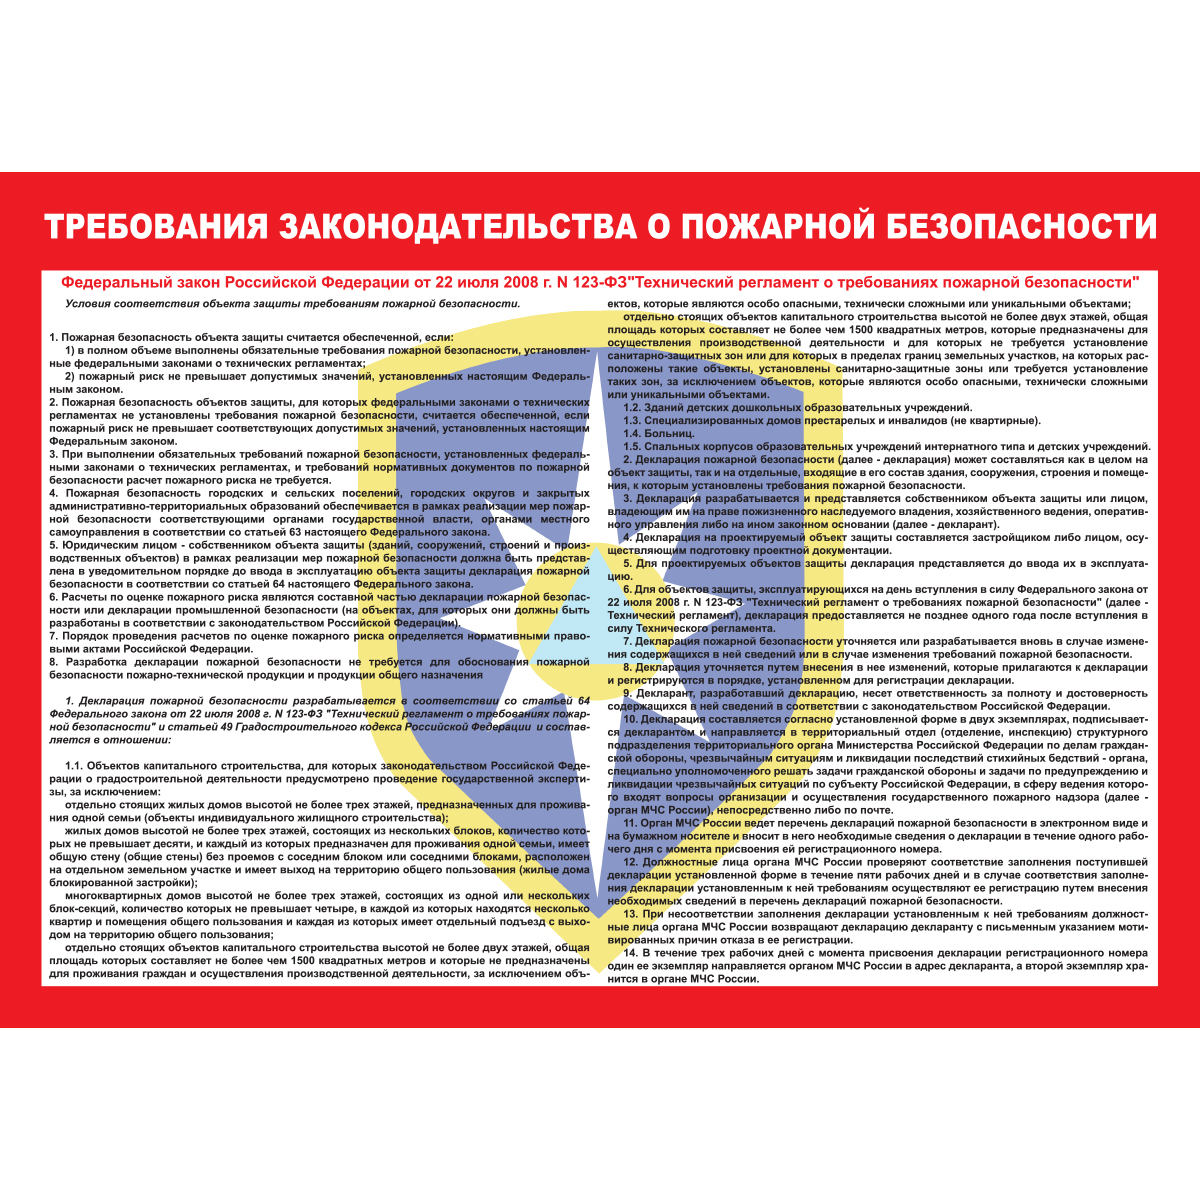 ТРЕБОВАНИЯ ЗАКОНОДАТЕЛЬСТВА О ПОЖАРНОЙ БЕЗОПАСНОСТИ
Федеральный закон Российской Федерации от 22 июля 2008 г. N 123-ФЗ"Технический регламент о требованиях пожарной безопасности"
Условия соответствия объекта защиты требованиям пожарной безопасности.
1. Пожарная безопасность объекта защиты считается обеспеченной, если:
1) в полном объеме выполнены обязательные требования пожарной безопасности, установлен-
ные федеральными законами о технических регламентах;
2) пожарный риск не превышает допустимых значений, установленных настоящим Федераль-
ным законом.
2. Пожарная безопасность объектов защиты, для которых федеральными законами о технических
регламентах не установлены требования пожарной безопасности, считается обеспеченной, если
пожарный риск не превышает соответствующих допустимых значений, установленных настоящим
Федеральным законом.
3. При выполнении обязательных требований пожарной безопасности, установленных федераль-
ными законами о технических регламентах, и требований нормативных документов по пожарной
безопасности расчет пожарного риска не требуется.
4. Пожарная безопасность городских и сельских поселений, городских округов и закрытых
административно-территориальных образований обеспечивается в рамках реализации мер пожар-
ной безопасности соответствующими органами государственной власти, органами местного
самоуправления в соответствии со статьей 63 настоящего Федерального закона.
5. Юридическим лицом - собственником объекта защиты (зданий, сооружений, строений и произ-
водственных объектов) в рамках реализации мер пожарной безопасности должна быть представ-
лена в уведомительном порядке до ввода в эксплуатацию объекта защиты декларация пожарной
безопасности в соответствии со статьей 64 настоящего Федерального закона.
6. Расчеты по оценке пожарного риска являются составной частью декларации пожарной безопас-
ности или декларации промышленной безопасности (на объектах, для которых они должны быть
разработаны в соответствии с законодательством Российской Федерации).
7. Порядок проведения расчетов по оценке пожарного риска определяется нормативными право-
выми актами Российской Федерации.
8. Разработка декларации пожарной безопасности не требуется для обоснования пожарной
безопасности пожарно-технической продукции и продукции общего назначения
1. Декларация пожарной безопасности разрабатывается в соответствии со статьей 64
Федерального закона от 22 июля 2008 г. N 123-ФЗ "Технический регламент о требованиях пожар-
ной безопасности" и статьей 49 Градостроительного кодекса Российской Федерации и состав-
ляется в отношении:
1.1. Объектов капитального строительства, для которых законодательством Российской Феде-
рации о градостроительной деятельности предусмотрено проведение государственной эксперти-
зы, за исключением:
отдельно стоящих жилых домов высотой не более трех этажей, предназначенных для прожива-
ния одной семьи (объекты индивидуального жилищного строительства);
жилых домов высотой не более трех этажей, состоящих из нескольких блоков, количество кото-
рых не превышает десяти, и каждый из которых предназначен для проживания одной семьи, имеет
общую стену (общие стены) без проемов с соседним блоком или соседними блоками, расположен
на отдельном земельном участке и имеет выход на территорию общего пользования (жилые дома
блокированной застройки);
многоквартирных домов высотой не более трех этажей, состоящих из одной или нескольких
блок-секций, количество которых не превышает четыре, в каждой из которых находятся несколько
квартир и помещения общего пользования и каждая из которых имеет отдельный подъезд с выхо-
дом на территорию общего пользования;
отдельно стоящих объектов капитального строительства высотой не более двух этажей, общая
площадь которых составляет не более чем 1500 квадратных метров и которые не предназначены
для проживания граждан и осуществления производственной деятельности, за исключением объ-
ектов, которые являются особо опасными, технически сложными или уникальными объектами;
отдельно стоящих объектов капитального строительства высотой не более двух этажей, общая
площадь которых составляет не более чем 1500 квадратных метров, которые предназначены для
осуществления производственной деятельности и для которых не требуется установление
санитарно-защитных зон или для которых в пределах границ земельных участков, на которых рас-
положены такие объекты, установлены санитарно-защитные зоны или требуется установление
таких зон, за исключением объектов, которые являются особо опасными, технически сложными
или уникальными объектами.
1.2. Зданий детских дошкольных образовательных учреждений.
1.3. Специализированных домов престарелых и инвалидов (не квартирные).
1.4. Больниц.
1.5. Спальных корпусов образовательных учреждений интернатного типа и детских учреждений.
2. Декларация пожарной безопасности (далее - декларация) может составляться как в целом на
объект защиты, так и на отдельные, входящие в его состав здания, сооружения, строения и помеще-
ния, к которым установлены требования пожарной безопасности.
3. Декларация разрабатывается и представляется собственником объекта защиты или лицом,
владеющим им на праве пожизненного наследуемого владения, хозяйственного ведения, оператив-
ного управления либо на ином законном основании (далее - декларант).
4. Декларация на проектируемый объект защиты составляется застройщиком либо лицом, осу-
ществляющим подготовку проектной документации.
5. Для проектируемых объектов защиты декларация представляется до ввода их в эксплуата-
цию.
6. Для объектов защиты, эксплуатирующихся на день вступления в силу Федерального закона от
22 июля 2008 г. N 123-ФЗ "Технический регламент о требованиях пожарной безопасности" (далее -
Технический регламент), декларация предоставляется не позднее одного года после вступления в
силу Технического регламента.
7. Декларация пожарной безопасности уточняется или разрабатывается вновь в случае измене-
ния содержащихся в ней сведений или в случае изменения требований пожарной безопасности.
8. Декларация уточняется путем внесения в нее изменений, которые прилагаются к декларации
и регистрируются в порядке, установленном для регистрации декларации.
9. Декларант, разработавший декларацию, несет ответственность за полноту и достоверность
содержащихся в ней сведений в соответствии с законодательством Российской Федерации.
10. Декларация составляется согласно установленной форме в двух экземплярах, подписывает-
ся декларантом и направляется в территориальный отдел (отделение, инспекцию) структурного
подразделения территориального органа Министерства Российской Федерации по делам граждан-
ской обороны, чрезвычайным ситуациям и ликвидации последствий стихийных бедствий - органа,
специально уполномоченного решать задачи гражданской обороны и задачи по предупреждению и
ликвидации чрезвычайных ситуаций по субъекту Российской Федерации, в сферу ведения которо-
го входят вопросы организации и осуществления государственного пожарного надзора (далее -
орган МЧС России), непосредственно либо по почте.
11. Орган МЧС России ведет перечень деклараций пожарной безопасности в электронном виде и
на бумажном носителе и вносит в него необходимые сведения о декларации в течение одного рабо-
чего дня с момента присвоения ей регистрационного номера.
12. Должностные лица органа МЧС России проверяют соответствие заполнения поступившей
декларации установленной форме в течение пяти рабочих дней и в случае соответствия заполне-
ния декларации установленным к ней требованиям осуществляют ее регистрацию путем внесения
необходимых сведений в перечень деклараций пожарной безопасности.
13. При несоответствии заполнения декларации установленным к ней требованиям должност-
ные лица органа МЧС России возвращают декларацию декларанту с письменным указанием моти-
вированных причин отказа в ее регистрации.
14. В течение трех рабочих дней с момента присвоения декларации регистрационного номера
один ее экземпляр направляется органом МЧС России в адрес декларанта, а второй экземпляр хра-
нится в органе МЧС России.